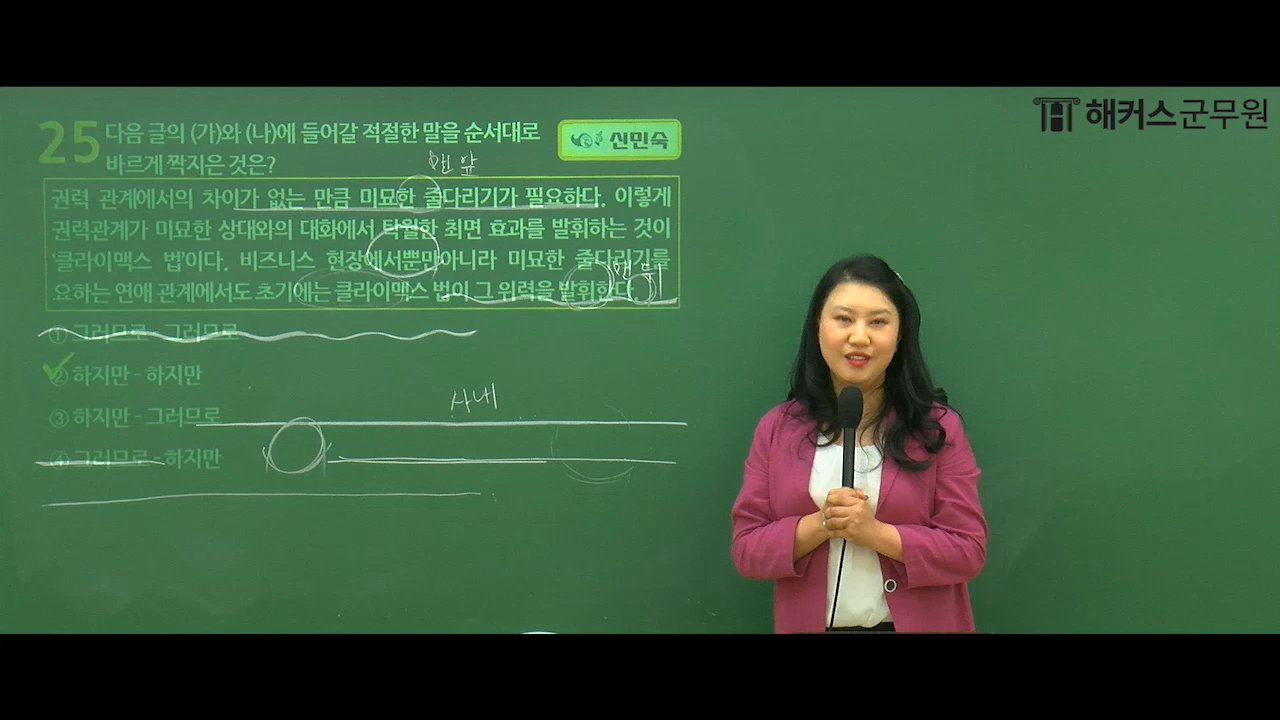 해커스군무원
25 다음 글의 (가)와 (나)에 들어갈 적절한 말을 순서대로
바르게 짝지은 것은?
신민숙
맨 앞
권력 관계에서의 차이가 없는 만큼 미묘한 줄다리기가 필요하다. 이렇게
권력관계가 미묘한 상대와의 대화에서 탁월한 최면 효과를 발휘하는 것이
'클라이맥스 법'이다. 비즈니스 현장에서뿐만아니라 미묘한 줄다리기를
맨 뒤
요하는 연애 관계에서도 초기에는 클라이맥스 법이 그 위력을 발휘한다.
① 그러므로 - 그러므로
② 하지만 - 하지만
사내
③ 하지만 - 그러므로
④ 그러므로 - 하지만